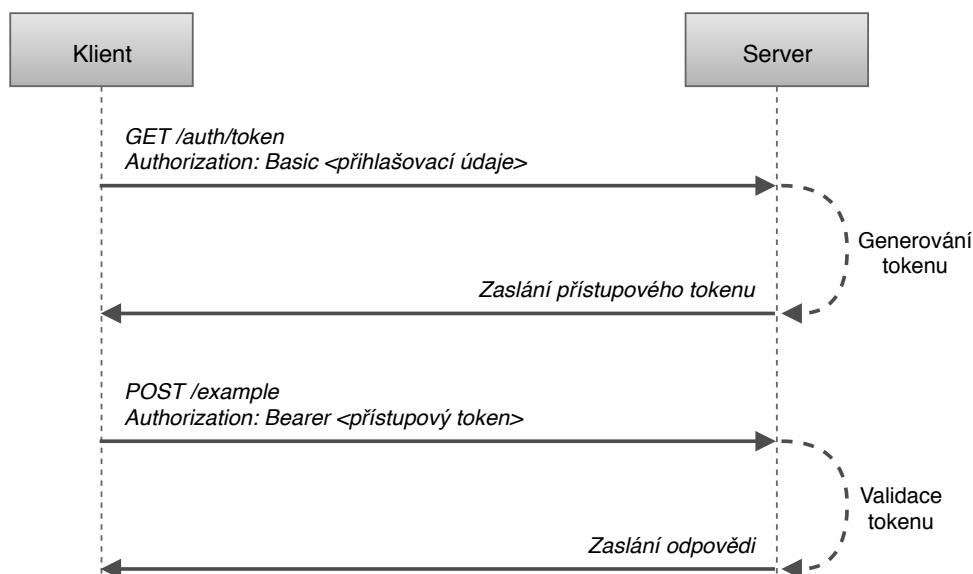 Klient
Server
GET /auth/token
Authorization: Basic <přihlašovací údaje>
Generování
tokenu
Zaslání přístupového tokenu
POST /example
Authorization: Bearer <přístupový token>
Validace
tokenu
Zaslání odpovědi